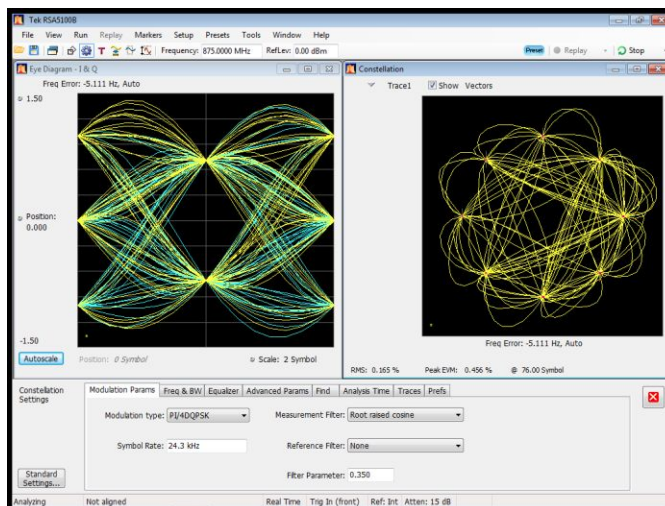 Tek RSA5100B
File View Run Replay Markers Setup Presets Tools Window Help
T Frequency: 875.0000 MHz RefLev: 0.00 dBm Preset Replay Stop
Eye Diagram - I & Q
Freq Error: -5.111 Hz, Auto
1.50
Position:
0.000
-1.50
Autoscale Position: 0 Symbol Scale: 2 Symbol
Constellation
Trace1 Show Vectors
Freq Error: -5.111 Hz, Auto
RMS: 0.165 % Peak EVM: 0.456 % @ 76.00 Symbol
Constellation
Settings
Modulation Params Freq & BW Equalizer Advanced Params Find Analysis Time Traces Prefs
Modulation type: PI/4DQPSK Measurement Filter: Root raised cosine
Symbol Rate: 24.3 kHz Reference Filter: None
Filter Parameter: 0.350
Standard
Settings...
Analyzing Not aligned Real Time Trig In (front) Ref: Int Atten: 15 dB